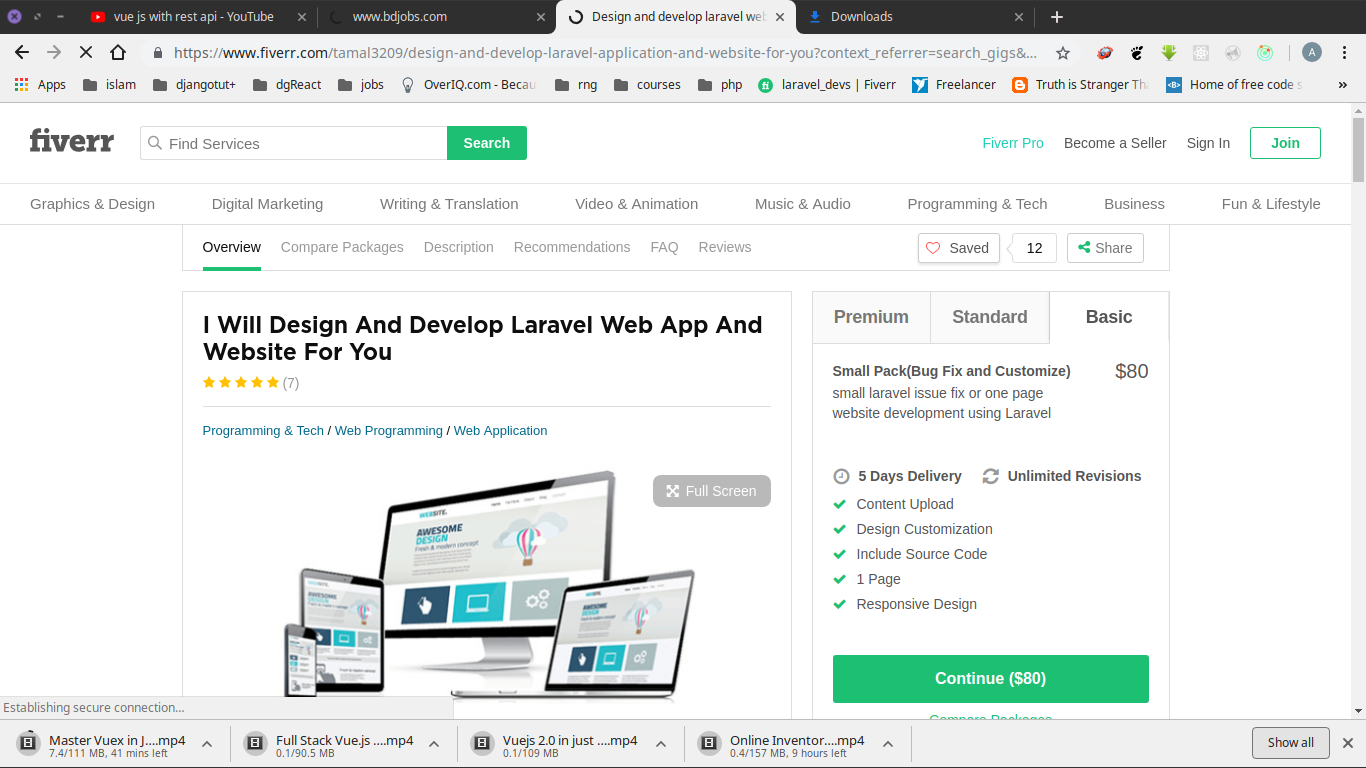 vue js with rest api - YouTube
www.bdjobs.com
Design and develop laravel web
Downloads
https://www.fiverr.com/tamal3209/design-and-develop-laravel-application-and-website-for-you?context_referrer=search_gigs&...
A
Apps
islam
djangotut+
dgReact
jobs
OverIQ.com - Becau
rng
courses
php
laravel_devs | Fiverr
Freelancer
Truth is Stranger Tha
Home of free code s
»
fiverr
Find Services
Search
Fiverr Pro
Become a Seller
Sign In
Join
Graphics & Design
Digital Marketing
Writing & Translation
Video & Animation
Music & Audio
Programming & Tech
Business
Fun & Lifestyle
Overview
Compare Packages
Description
Recommendations
FAQ
Reviews
Saved
12
Share
I Will Design And Develop Laravel Web App And
Website For You
(7)
Programming & Tech / Web Programming / Web Application
Full Screen
WEBSITE.
AWESOME
DESIGN
Fresh & modern concept
AWESOME
DESIGN
Premium
Standard
Basic
Small Pack(Bug Fix and Customize)
$80
small laravel issue fix or one page
website development using Laravel
5 Days Delivery
Unlimited Revisions
Content Upload
Design Customization
Include Source Code
1 Page
Responsive Design
Continue ($80)
Compare Packages
Establishing secure connection...
Master Vuex in J....mp4
7.4/111 MB, 41 mins left
Full Stack Vue.js ....mp4
0.1/90.5 MB
Vuejs 2.0 in just ....mp4
0.1/109 MB
Online Inventor....mp4
0.4/157 MB, 9 hours left
Show all